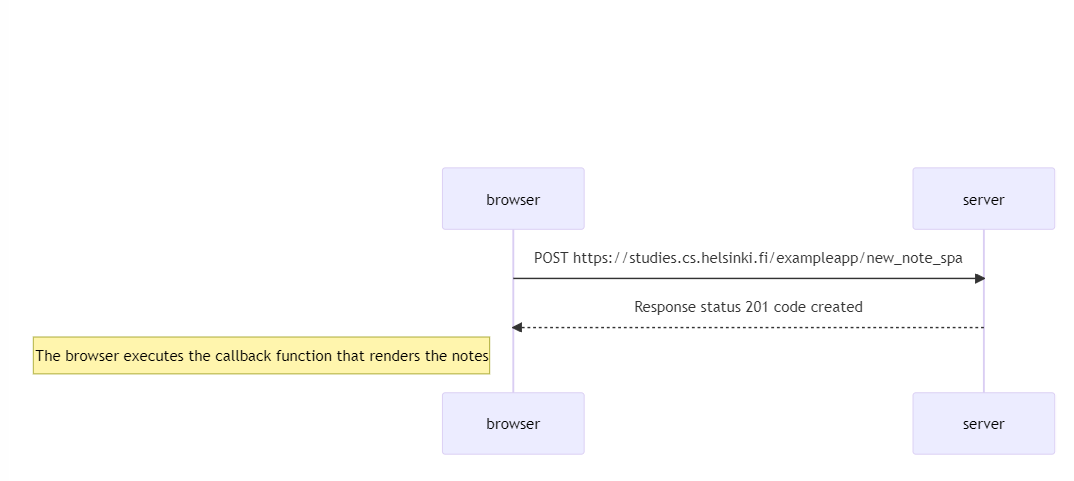 browser
server
POST https://studies.cs.helsinki.fi/exampleapp/new_note_spa
Response status 201 code created
The browser executes the callback function that renders the notes
browser
server